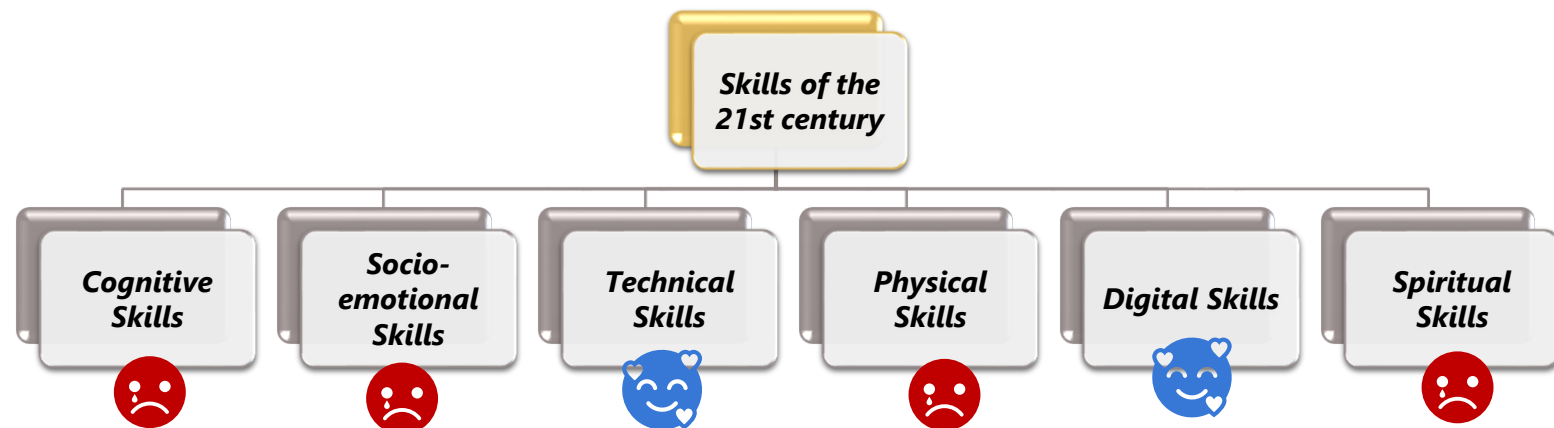 Skills of the
21st century
Cognitive
Skills
Socio-
emotional
Skills
Technical
Skills
Physical
Skills
Digital Skills
Spiritual
Skills